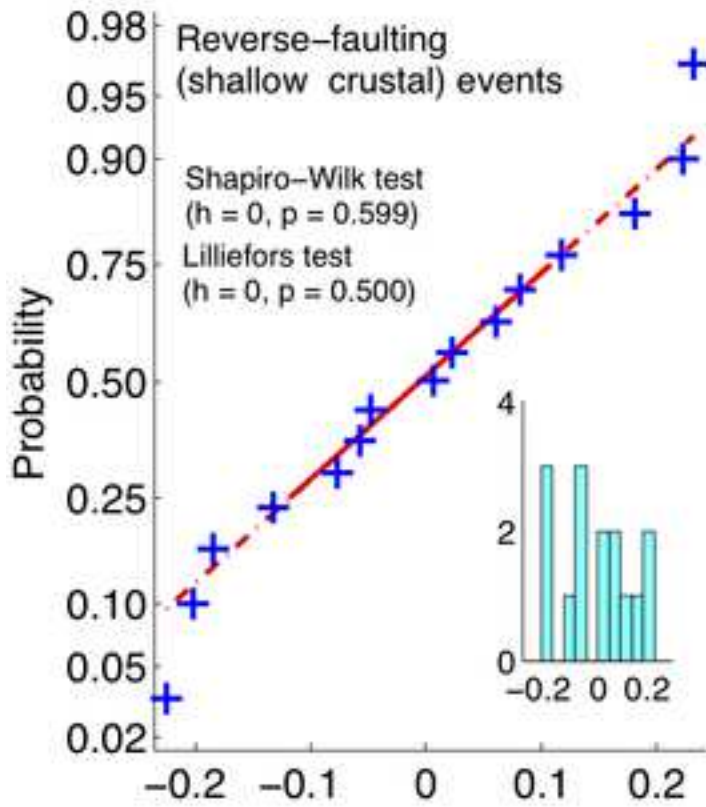 0.98
Reverse–faulting
(shallow crustal) events
0.95
0.90
Shapiro–Wilk test
(h = 0, p = 0.599)
Lilliefors test
(h = 0, p = 0.500)
0.75
Probability
0.50
0.25
0.10
0.05
0.02
4
2
0
−0.2 0 0.2
−0.2 −0.1 0 0.1 0.2